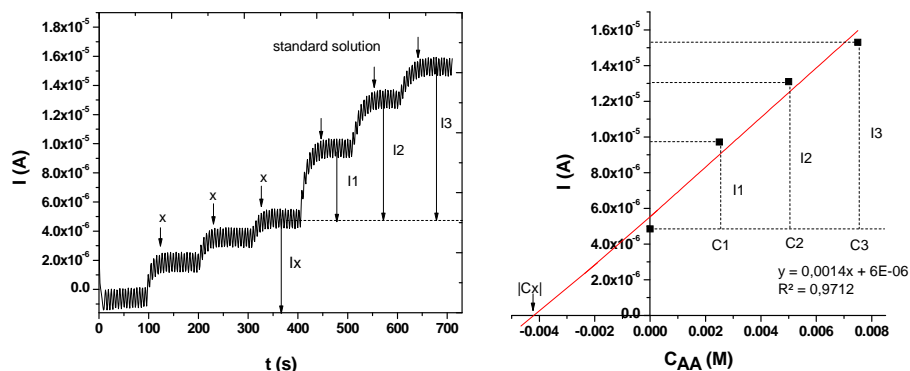 1.8x10⁻⁵
1.6x10⁻⁵
1.4x10⁻⁵
1.2x10⁻⁵
1.0x10⁻⁵
8.0x10⁻⁶
6.0x10⁻⁶
4.0x10⁻⁶
2.0x10⁻⁶
0.0
I (A)
standard solution
x
x
x
I1
I2
I3
Ix
0 100 200 300 400 500 600 700
t (s)
1.6x10⁻⁵
1.4x10⁻⁵
1.2x10⁻⁵
1.0x10⁻⁵
8.0x10⁻⁶
6.0x10⁻⁶
4.0x10⁻⁶
2.0x10⁻⁶
0.0
I (A)
I1
I2
I3
C1 C2 C3
y = 0,0014x + 6E-06
R² = 0,9712
|Cx|
-0.004 -0.002 0.000 0.002 0.004 0.006 0.008
C_AA (M)